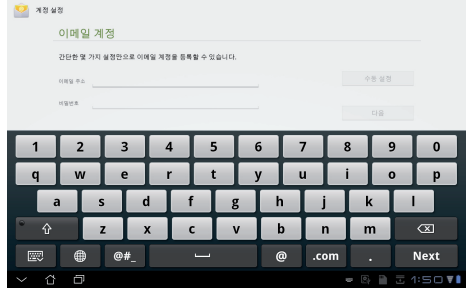 계정 설정
이메일 계정
간단한 몇 가지 설정만으로 이메일 계정을 등록할 수 있습니다.
이메일 주소
수동 설정
비밀번호
다음
1 2 3 4 5 6 7 8 9 0
q w e r t y u i o p
a s d f g h j k l
z x c v b n m
@#_ @ .com . Next
1:50